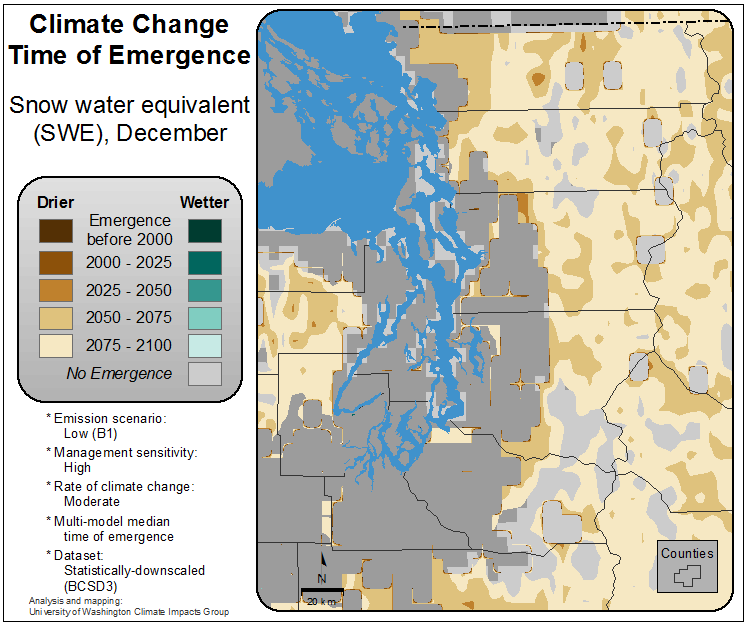 Climate Change
Time of Emergence
Snow water equivalent
(SWE), December
Drier
Wetter
Emergence
before 2000
2000 - 2025
2025 - 2050
2050 - 2075
2075 - 2100
No Emergence
* Emission scenario:
Low (B1)
* Management sensitivity:
High
* Rate of climate change:
Moderate
* Multi-model median
time of emergence
* Dataset:
Statistically-downscaled
(BCSD3)
Analysis and mapping:
University of Washington Climate Impacts Group
N
20 km
Counties